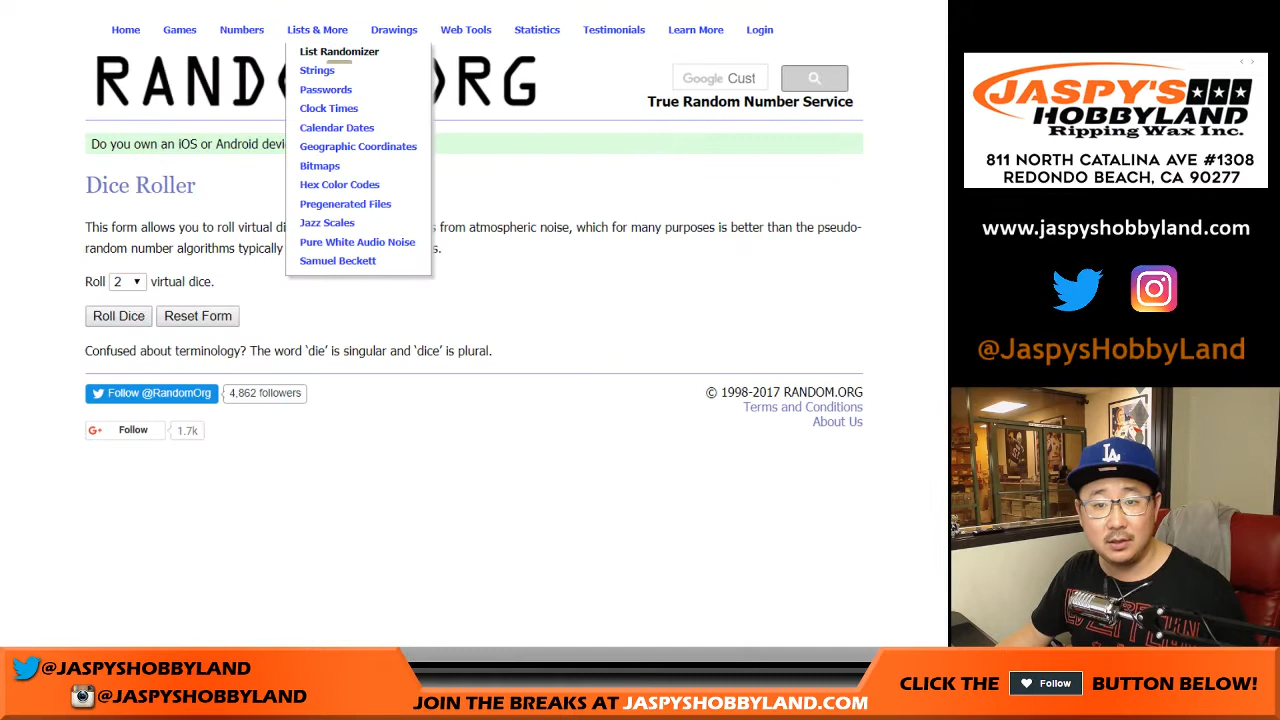 Home Games Numbers Lists & More Drawings Web Tools Statistics Testimonials Learn More Login
List Randomizer
Strings
Passwords
Clock Times
Calendar Dates
Geographic Coordinates
Bitmaps
Hex Color Codes
Pregenerated Files
Jazz Scales
Pure White Audio Noise
Samuel Beckett
RAND ORG
Google Cust
True Random Number Service
Do you own an iOS or Android devi
Dice Roller
This form allows you to roll virtual di s from atmospheric noise, which for many purposes is better than the pseudo-
random number algorithms typically s.
Roll 2 virtual dice.
Roll Dice Reset Form
Confused about terminology? The word 'die' is singular and 'dice' is plural.
Follow @RandomOrg 4,862 followers
G+ Follow 1.7k
© 1998-2017 RANDOM.ORG
Terms and Conditions
About Us
JASPY'S
HOBBYLAND
Ripping Wax Inc.
811 NORTH CATALINA AVE #1308
REDONDO BEACH, CA 90277
www.jaspyshobbyland.com
@JaspysHobbyLand
LA
@JASPYSHOBBYLAND
@JASPYSHOBBYLAND
JOIN THE BREAKS AT JASPYSHOBBYLAND.COM
CLICK THE Follow BUTTON BELOW!